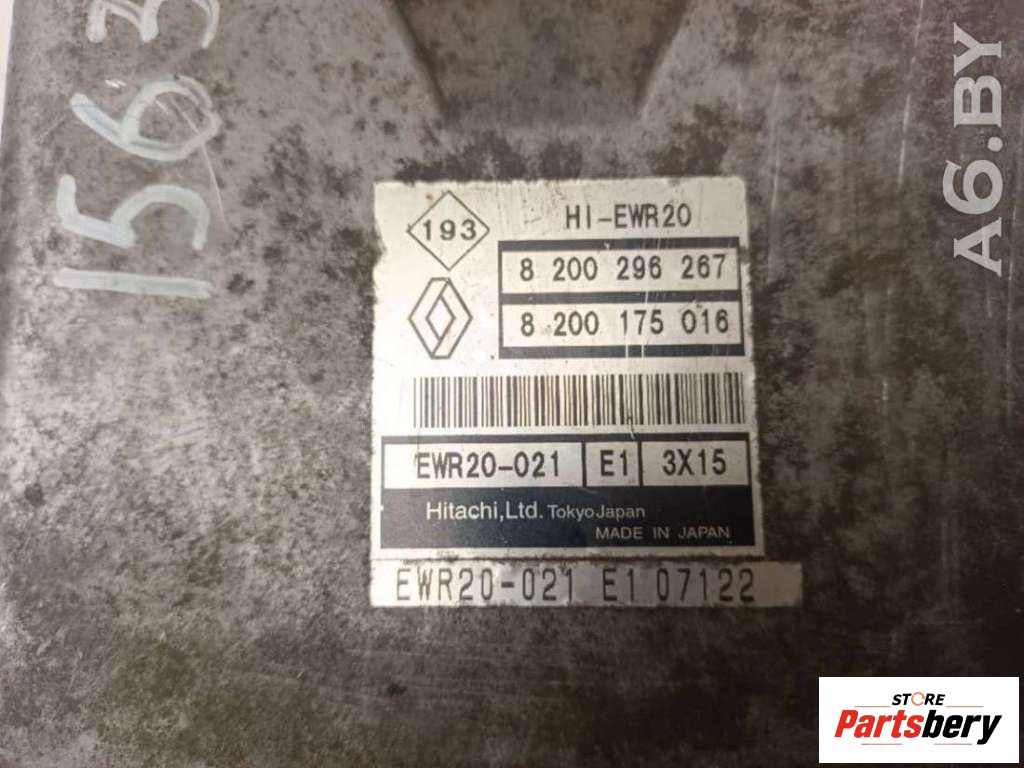 1563
A6.BY
193
HI-EWR20
8 200 296 267
8 200 175 016
EWR20-021 E1 3X15
Hitachi,Ltd. Tokyo Japan
MADE IN JAPAN
EWR20-021 E1 07122
STORE
Partsbery